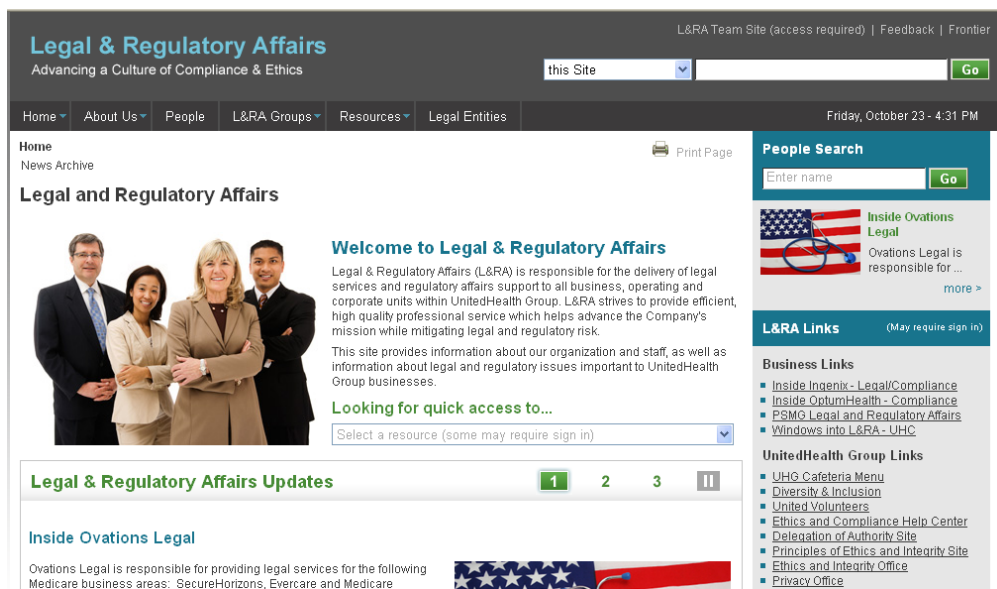 L&RA Team Site (access required) | Feedback | Frontier
Legal & Regulatory Affairs
Advancing a Culture of Compliance & Ethics
this Site
Go
Home
About Us
People
L&RA Groups
Resources
Legal Entities
Friday, October 23 - 4:31 PM
Home
News Archive
Print Page
Legal and Regulatory Affairs
Welcome to Legal & Regulatory Affairs
Legal & Regulatory Affairs (L&RA) is responsible for the delivery of legal
services and regulatory affairs support to all business, operating and
corporate units within UnitedHealth Group. L&RA strives to provide efficient,
high quality professional service which helps advance the Company's
mission while mitigating legal and regulatory risk.
This site provides information about our organization and staff, as well as
information about legal and regulatory issues important to UnitedHealth
Group businesses.
Looking for quick access to...
Select a resource (some may require sign in)
Legal & Regulatory Affairs Updates
1
2
3
Inside Ovations Legal
Ovations Legal is responsible for providing legal services for the following
Medicare business areas: SecureHorizons, Evercare and Medicare
People Search
Enter name
Go
Inside Ovations
Legal
Ovations Legal is
responsible for ...
more >
L&RA Links
(May require sign in)
Business Links
Inside Ingenix - Legal/Compliance
Inside OptumHealth - Compliance
PSMG Legal and Regulatory Affairs
Windows into L&RA - UHC
UnitedHealth Group Links
UHG Cafeteria Menu
Diversity & Inclusion
United Volunteers
Ethics and Compliance Help Center
Delegation of Authority Site
Principles of Ethics and Integrity Site
Ethics and Integrity Office
Privacy Office